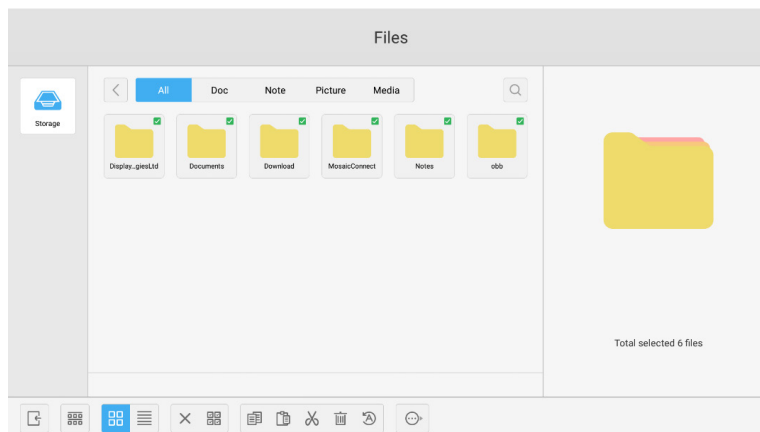 Files
Storage
All Doc Note Picture Media
Display...giesLtd Documents Download MosaicConnect Notes obb
Total selected 6 files